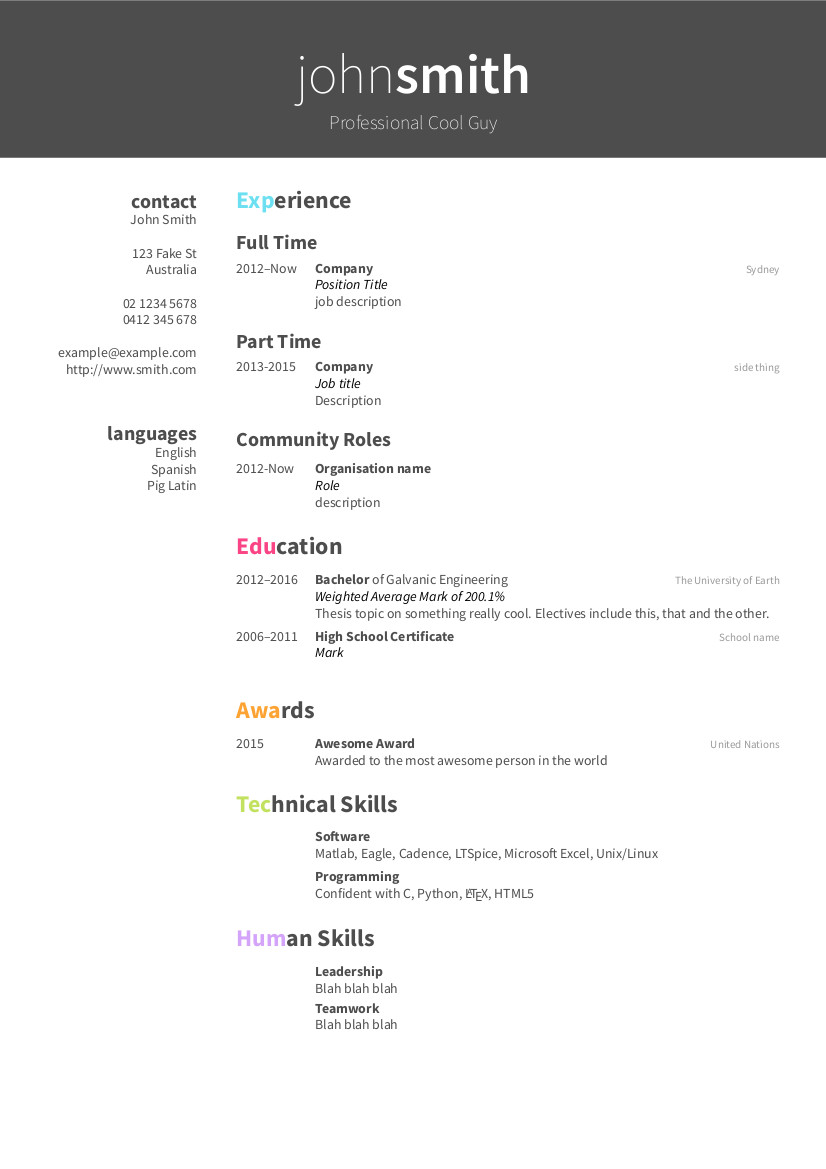 johnsmith
Professional Cool Guy
contact
John Smith
123 Fake St
Australia
02 1234 5678
0412 345 678
example@example.com
http://www.smith.com
languages
English
Spanish
Pig Latin
Experience
Full Time
2012–Now Company Sydney
Position Title
job description
Part Time
2013-2015 Company side thing
Job title
Description
Community Roles
2012-Now Organisation name
Role
description
Education
2012–2016 Bachelor of Galvanic Engineering The University of Earth
Weighted Average Mark of 200.1%
Thesis topic on something really cool. Electives include this, that and the other.
2006–2011 High School Certificate School name
Mark
Awards
2015 Awesome Award United Nations
Awarded to the most awesome person in the world
Technical Skills
Software
Matlab, Eagle, Cadence, LTSpice, Microsoft Excel, Unix/Linux
Programming
Confident with C, Python, LATEX, HTML5
Human Skills
Leadership
Blah blah blah
Teamwork
Blah blah blah